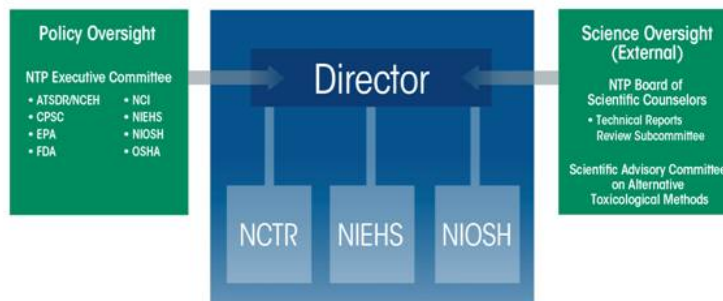 Policy Oversight
NTP Executive Committee
• ATSDR/NCEH
• CPSC
• EPA
• FDA
• NCI
• NIEHS
• NIOSH
• OSHA
Director
NCTR
NIEHS
NIOSH
Science Oversight
(External)
NTP Board of
Scientific Counselors
• Technical Reports
Review Subcommittee
Scientific Advisory Committee
on Alternative
Toxicological Methods